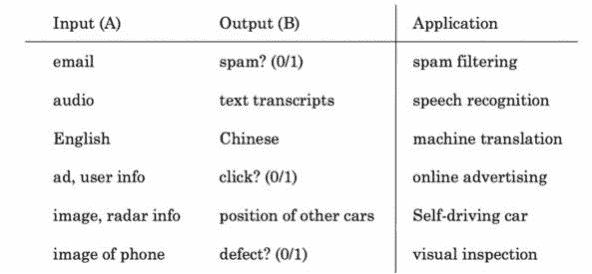 Input (A) Output (B) Application
email spam? (0/1) spam filtering
audio text transcripts speech recognition
English Chinese machine translation
ad, user info click? (0/1) online advertising
image, radar info position of other cars Self-driving car
image of phone defect? (0/1) visual inspection